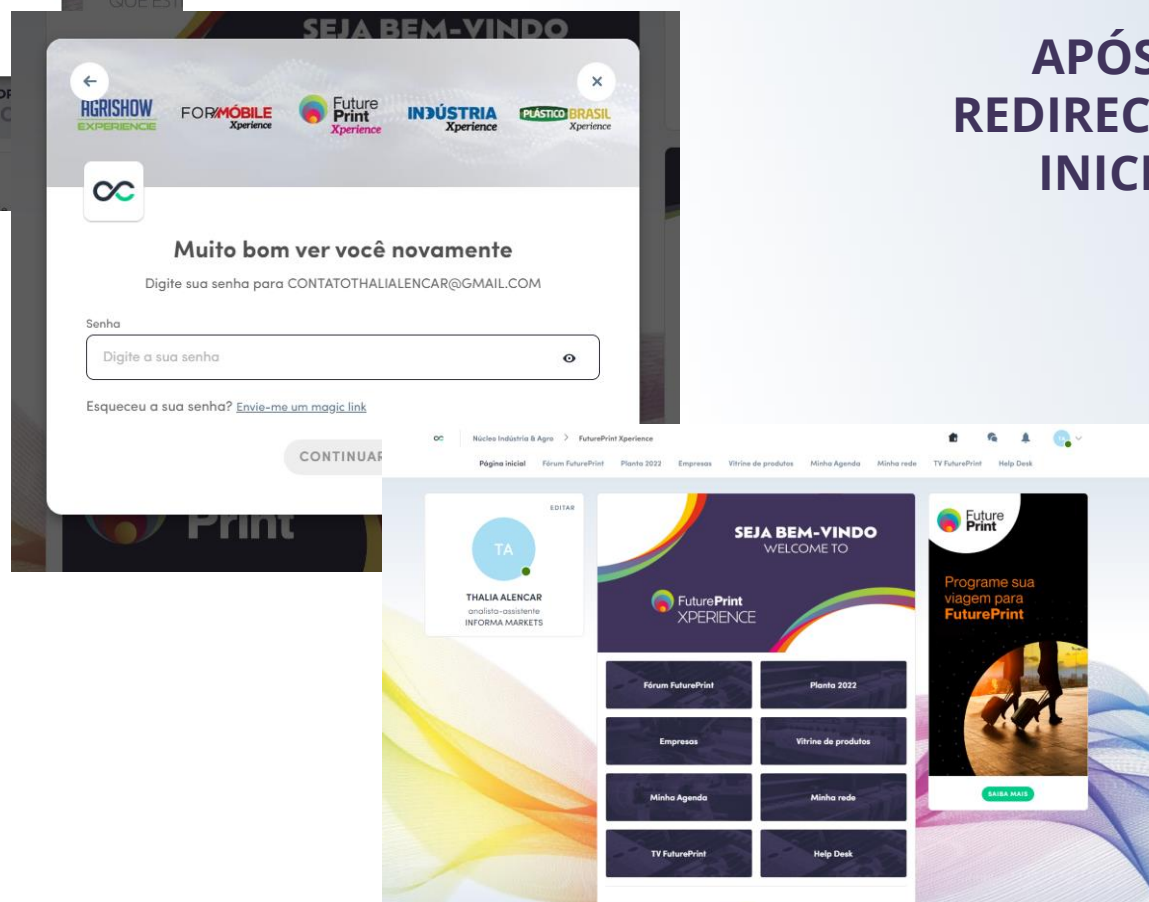 QUE EST
SEJA BEM-VINDO
AGRISHOW
EXPERIENCE
FORMÓBILE
Xperience
Future
Print
Xperience
INDÚSTRIA
Xperience
PLÁSTICO BRASIL
Xperience
Muito bom ver você novamente
Digite sua senha para CONTATOTHALIALENCAR@GMAIL.COM
Senha
Digite a sua senha
Esqueceu a sua senha? Envie-me um magic link
CONTINUAR
Print
APÓS
REDIREC
INICI
Núcleo Indústria & Agro > FuturePrint Xperience
TA
Página inicial Fórum FuturePrint Planta 2022 Empresas Vitrine de produtos Minha Agenda Minha rede TV FuturePrint Help Desk
EDITAR
TA
THALIA ALENCAR
analista-assistente
INFORMA MARKETS
SEJA BEM-VINDO
WELCOME TO
FuturePrint
XPERIENCE
Fórum FuturePrint Planta 2022
Empresas Vitrine de produtos
Minha Agenda Minha rede
TV FuturePrint Help Desk
Future
Print
Programe sua
viagem para
FuturePrint
SAIBA MAIS